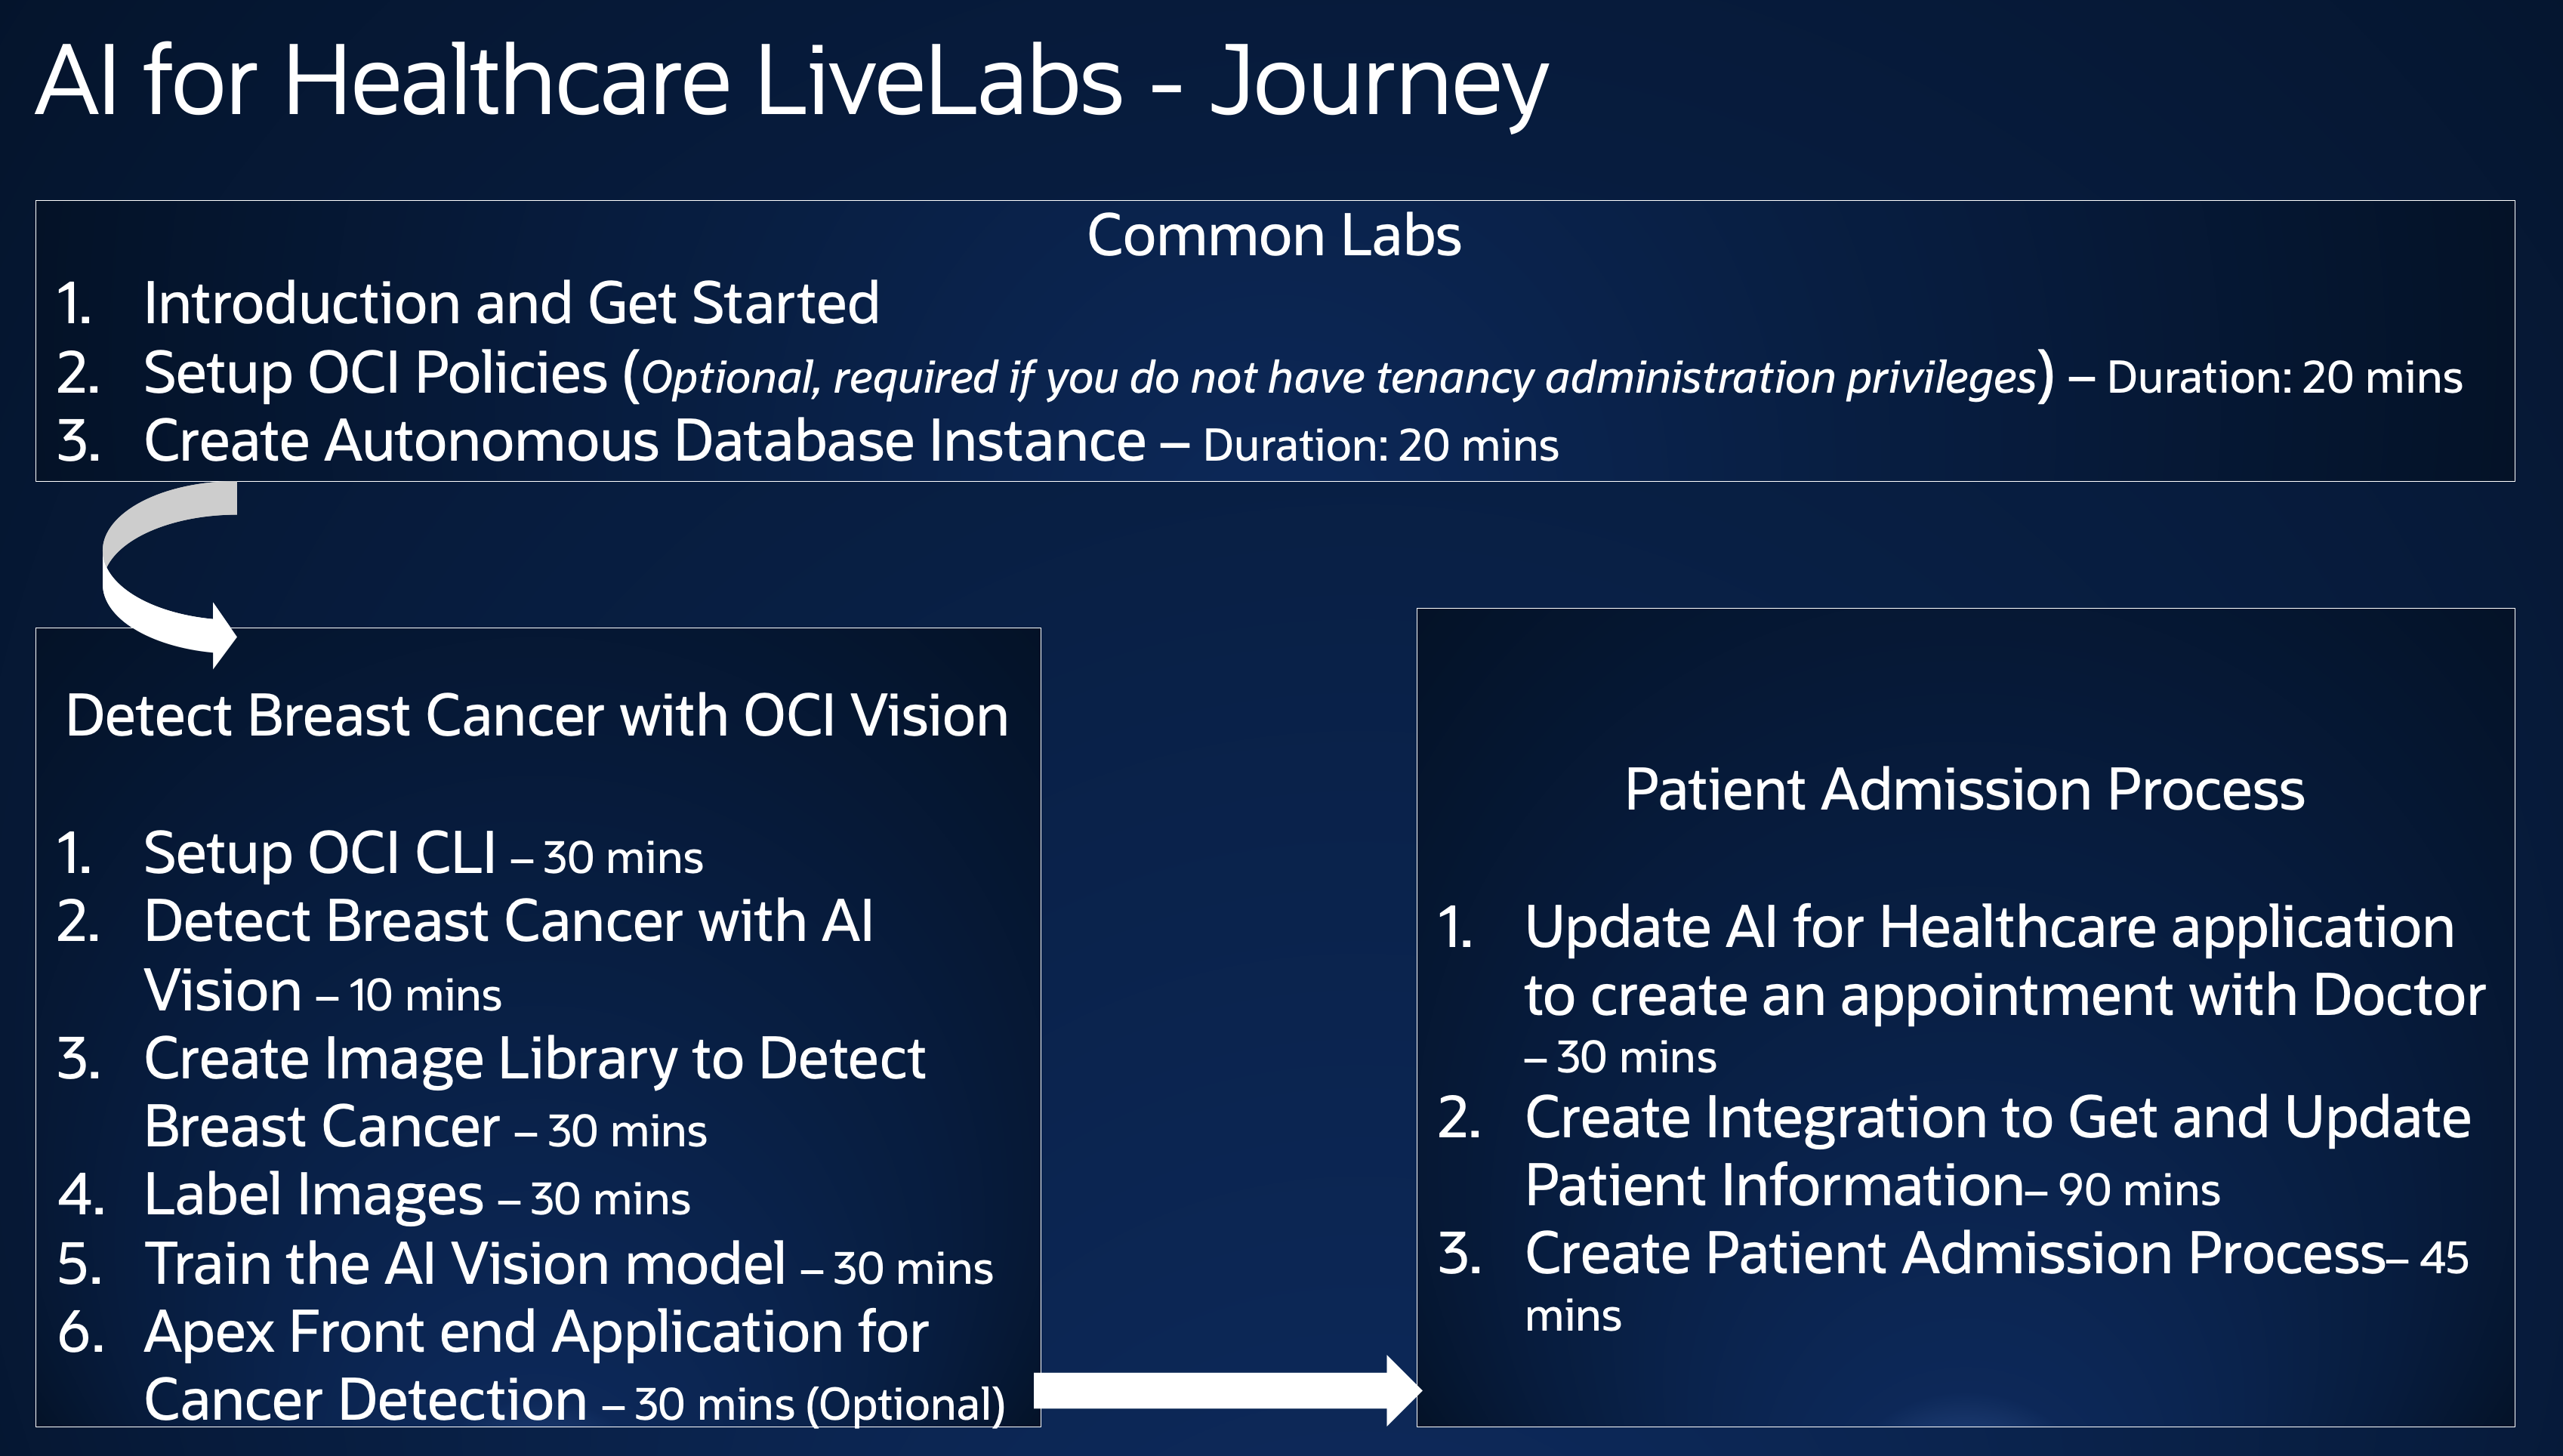 AI for Healthcare LiveLabs - Journey
Common Labs
1. Introduction and Get Started
2. Setup OCI Policies (Optional, required if you do not have tenancy administration privileges) – Duration: 20 mins
3. Create Autonomous Database Instance – Duration: 20 mins
Detect Breast Cancer with OCI Vision
1. Setup OCI CLI – 30 mins
2. Detect Breast Cancer with AI
Vision – 10 mins
3. Create Image Library to Detect
Breast Cancer – 30 mins
4. Label Images – 30 mins
5. Train the AI Vision model – 30 mins
6. Apex Front end Application for
Cancer Detection – 30 mins (Optional)
Patient Admission Process
1. Update AI for Healthcare application
to create an appointment with Doctor
– 30 mins
2. Create Integration to Get and Update
Patient Information– 90 mins
3. Create Patient Admission Process– 45
mins